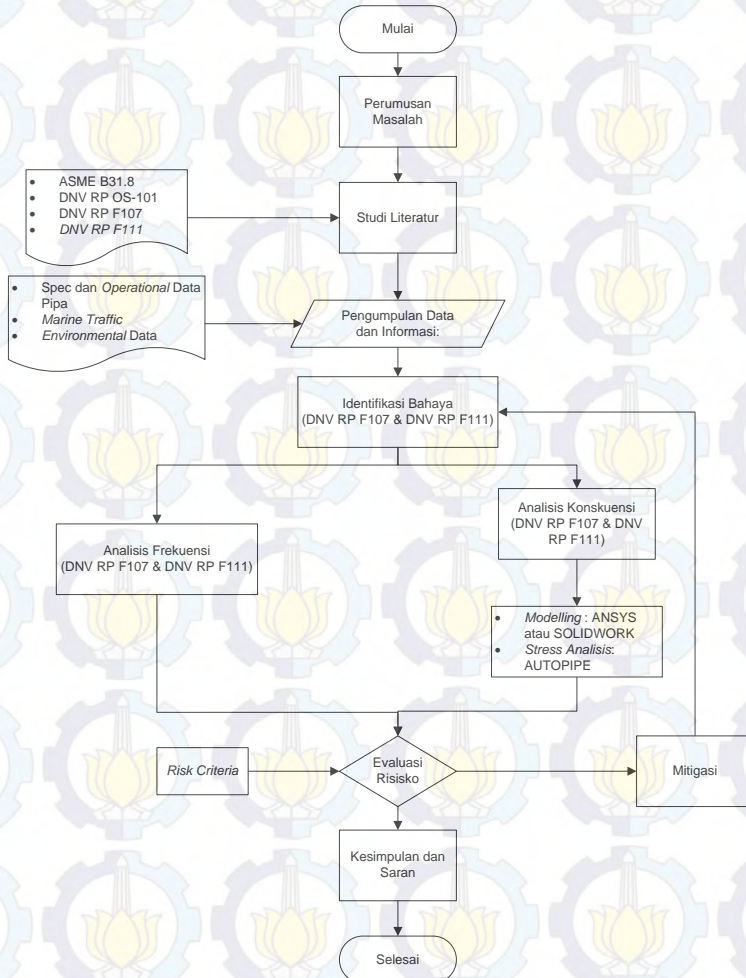 Mulai
Perumusan
Masalah
• ASME B31.8
• DNV RP OS-101
• DNV RP F107
• DNV RP F111
Studi Literatur
• Spec dan Operational Data
Pipa
• Marine Traffic
• Environmental Data
Pengumpulan Data
dan Informasi:
Identifikasi Bahaya
(DNV RP F107 & DNV RP F111)
Analisis Frekuensi
(DNV RP F107 & DNV RP F111)
Analisis Konskuensi
(DNV RP F107 & DNV
RP F111)
• Modelling : ANSYS
atau SOLIDWORK
• Stress Analisis:
AUTOPIPE
Risk Criteria
Evaluasi
Risisko
Mitigasi
Kesimpulan dan
Saran
Selesai